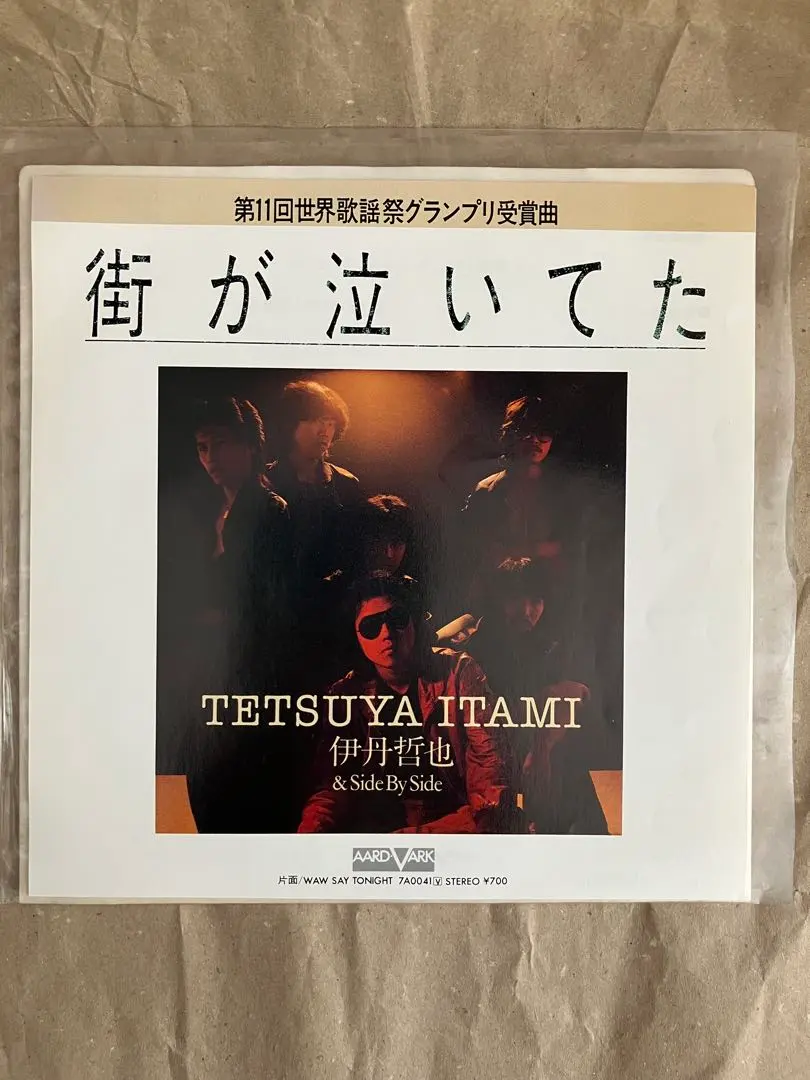 第11回世界歌謡祭グランプリ受賞曲
街が泣いてた
TETSUYA ITAMI
伊丹哲也
& Side By Side
AARD-VARK
片面/WAW SAY TONIGHT 7A0041Ⓥ STEREO ¥700